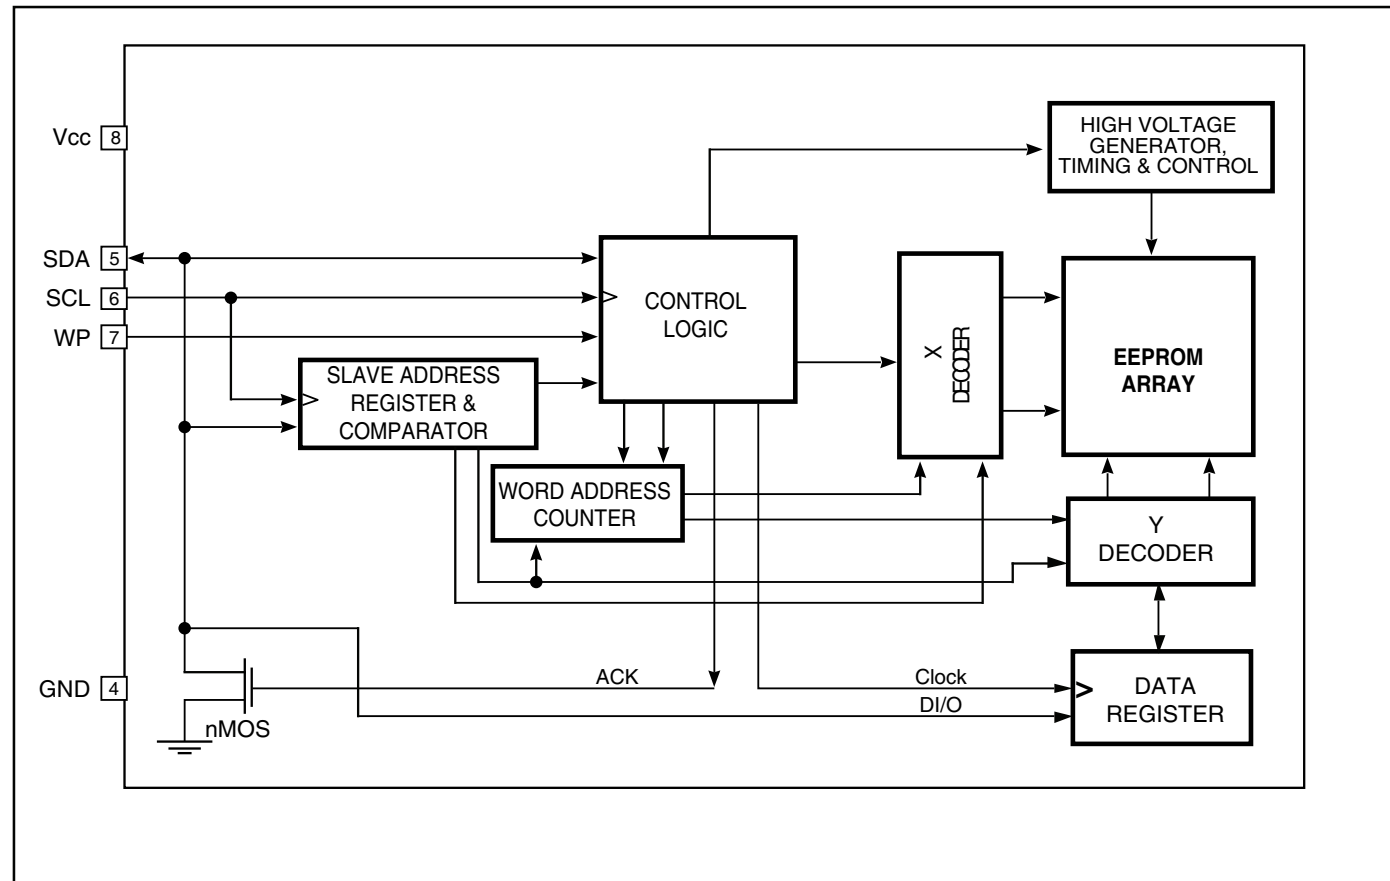 Vcc 8
HIGH VOLTAGE
GENERATOR,
TIMING & CONTROL
SDA 5
SCL 6
WP 7
CONTROL
LOGIC
X
DECODER
EEPROM
ARRAY
SLAVE ADDRESS
REGISTER &
COMPARATOR
WORD ADDRESS
COUNTER
Y
DECODER
GND 4
nMOS
ACK
Clock
DI/O
DATA
REGISTER